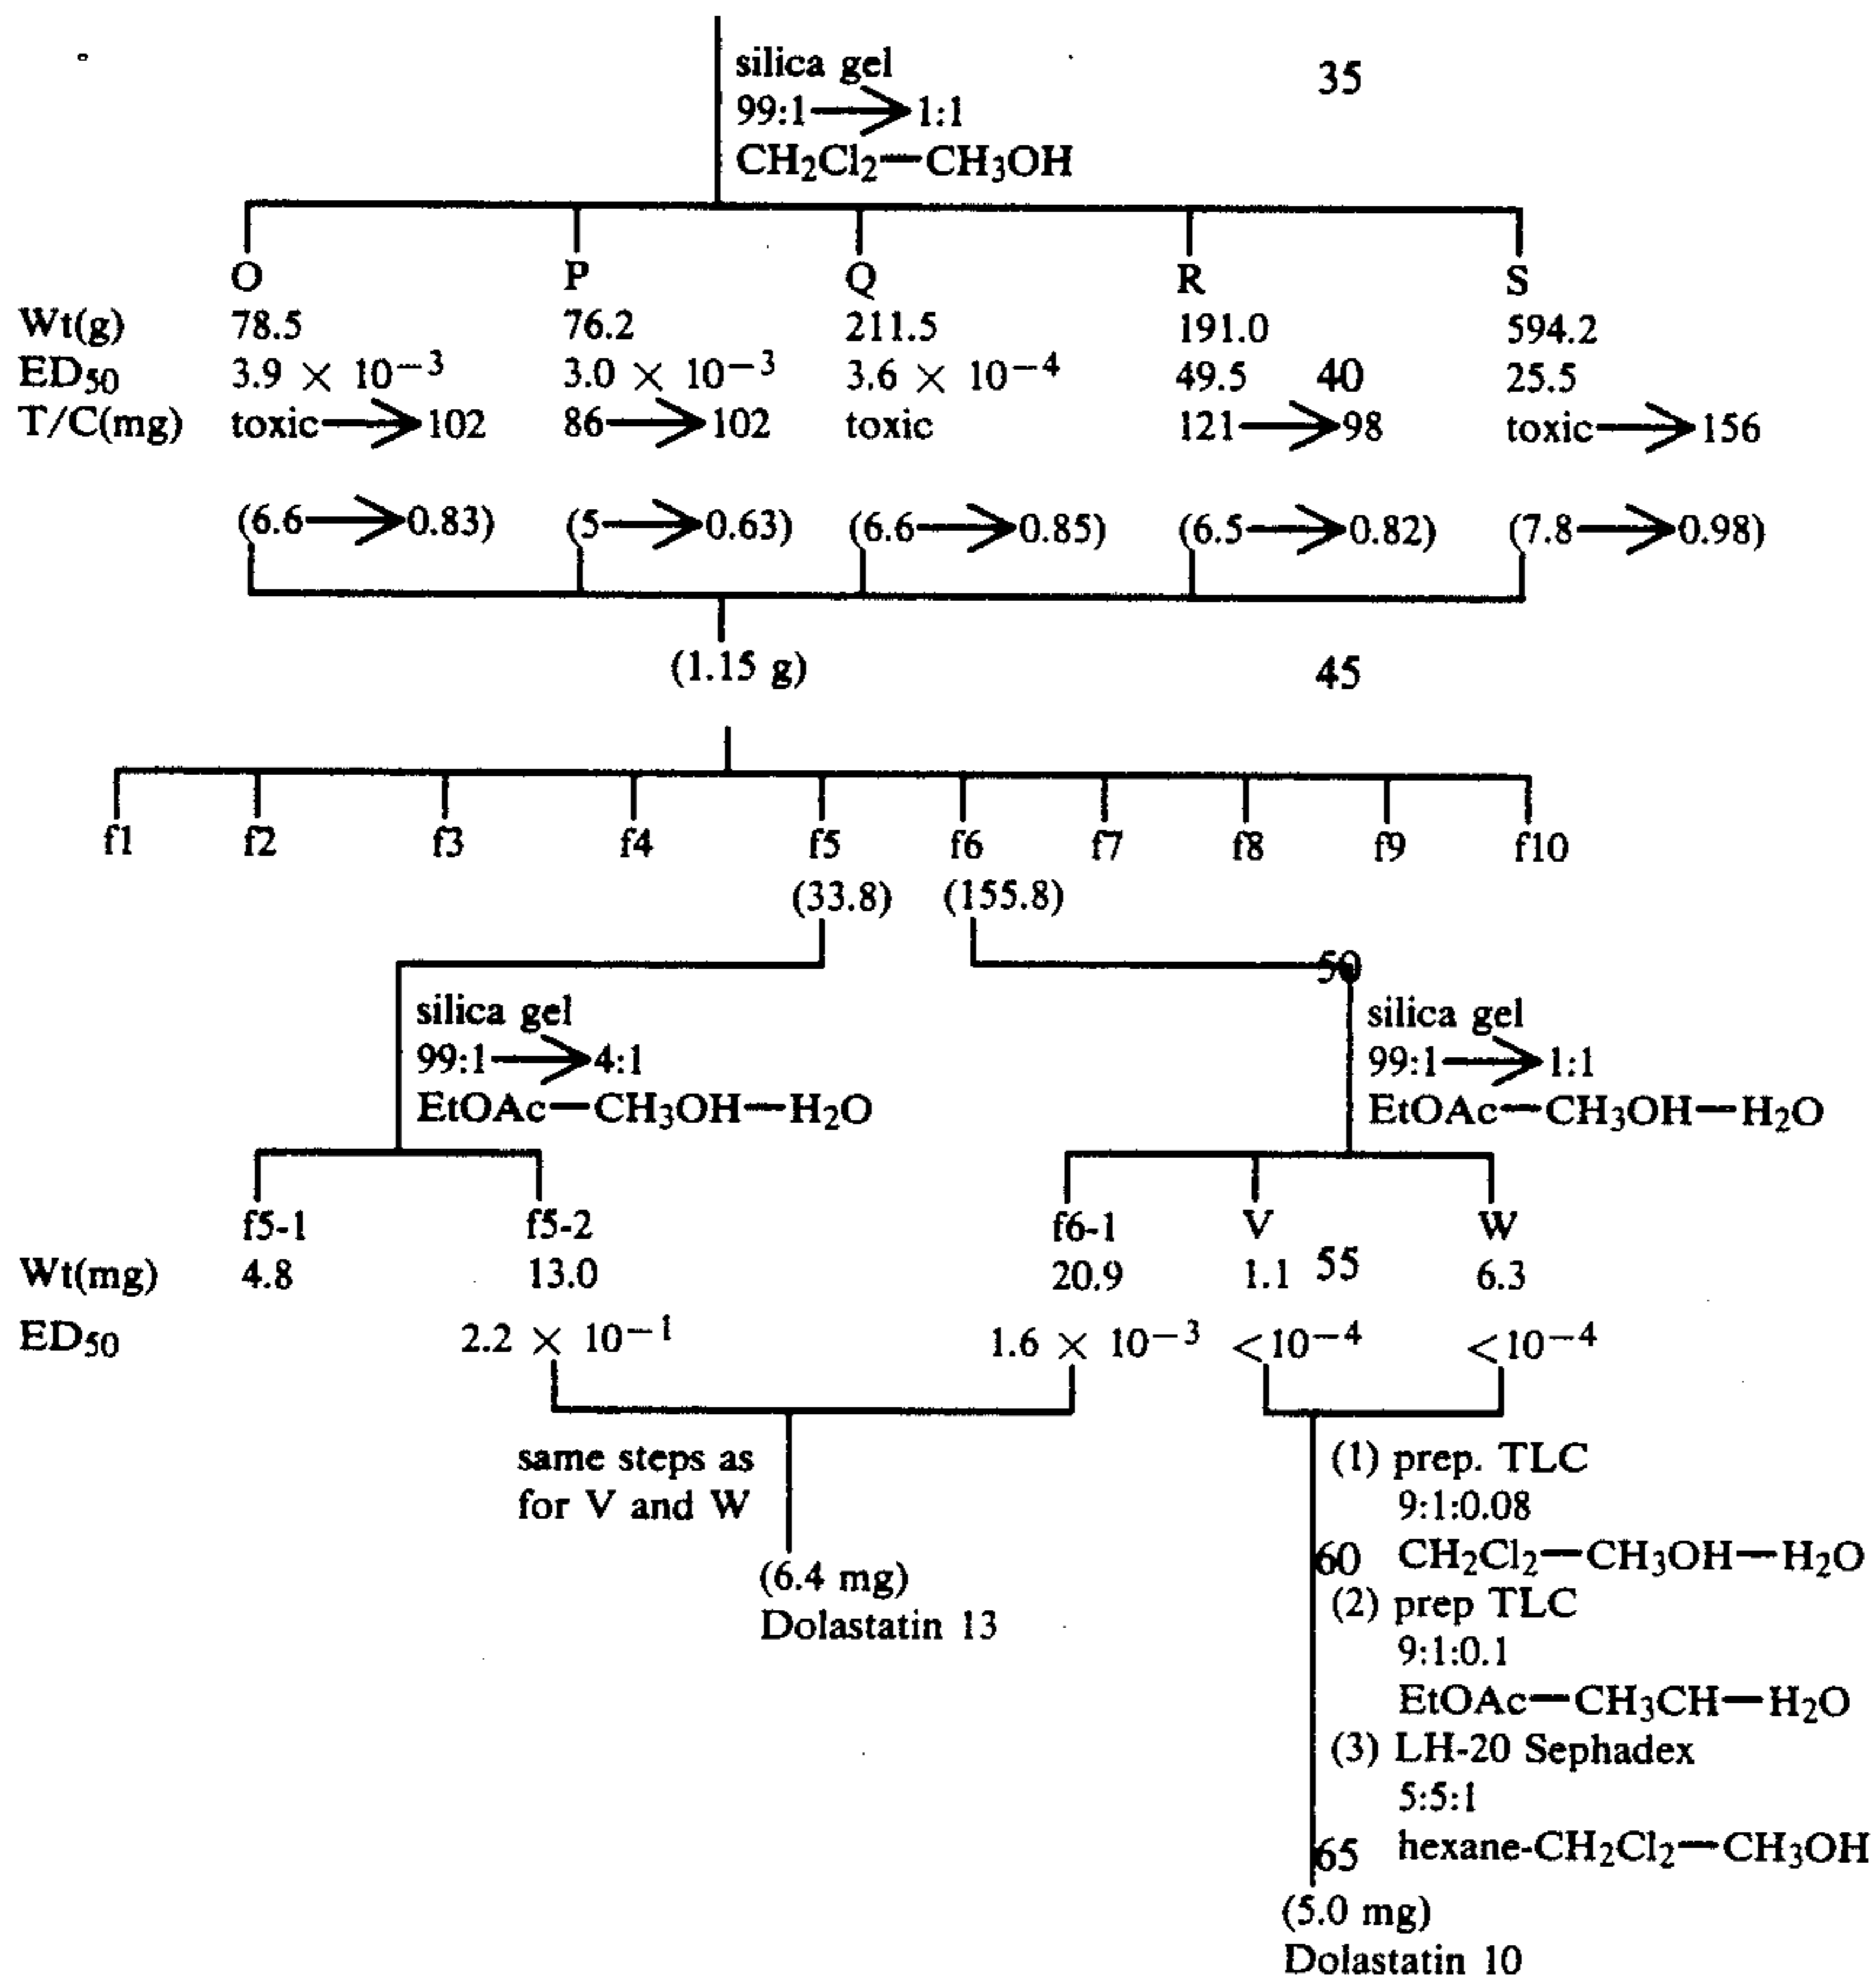 silica gel 35
99:1→1:1
CH2Cl2—CH3OH
O P Q R S
Wt(g) 78.5 76.2 211.5 191.0 594.2
ED50 3.9 × 10−3 3.0 × 10−3 3.6 × 10−4 49.5 40 25.5
T/C(mg) toxic→102 86→102 toxic 121→98 toxic→156
(6.6→0.83) (5→0.63) (6.6→0.85) (6.5→0.82) (7.8→0.98)
(1.15 g) 45
f1 f2 f3 f4 f5 f6 f7 f8 f9 f10
(33.8) (155.8)
50
silica gel silica gel
99:1→4:1 99:1→1:1
EtOAc—CH3OH—H2O EtOAc—CH3OH—H2O
f5-1 f5-2 f6-1 V W
Wt(mg) 4.8 13.0 20.9 1.1 55 6.3
ED50 2.2 × 10−1 1.6 × 10−3 <10−4 <10−4
same steps as
for V and W
(6.4 mg)
Dolastatin 13
(1) prep. TLC
9:1:0.08
60 CH2Cl2—CH3OH—H2O
(2) prep TLC
9:1:0.1
EtOAc—CH3CH—H2O
(3) LH-20 Sephadex
5:5:1
65 hexane-CH2Cl2—CH3OH
(5.0 mg)
Dolastatin 10